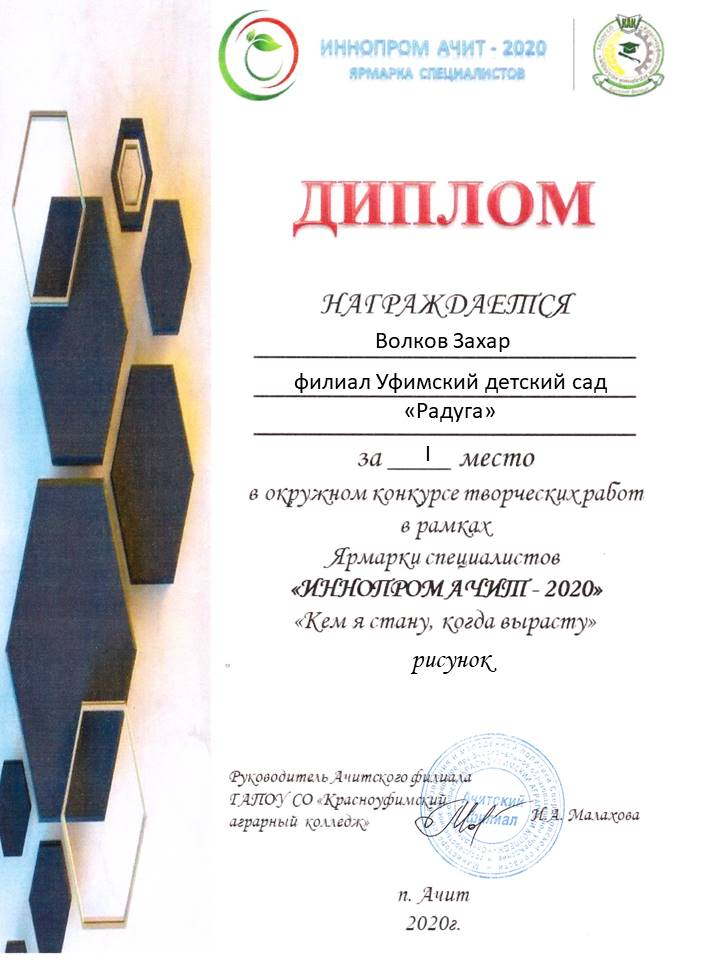 ИННОПРОМ АЧИТ - 2020
ЯРМАРКА СПЕЦИАЛИСТОВ
ДИПЛОМ
НАГРАЖДАЕТСЯ
Волков Захар
филиал Уфимский детский сад
«Радуга»
за I место
в окружном конкурсе творческих работ
в рамках
Ярмарки специалистов
«ИННОПРОМ АЧИТ - 2020»
«Кем я стану, когда вырасту»
рисунок
Руководитель Ачитского филиала
ГАПОУ СО «Красноуфимский
аграрный колледж»
Ачитский
филиал
Н.А. Малахова
п. Ачит
2020г.